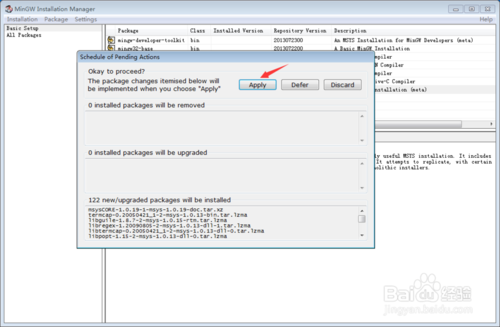 MinGW Installation Manager
Installation Package Settings Help
Basic Setup
All Packages
Package Class Installed Version Repository Version Description
mingw-developer-toolkit bin 2013072300 An MSYS Installation for MinGW Developers (meta)
mingw32-base bin 2013072200 A Basic MinGW Installation
Compiler
Compiler
Compiler
ive-C Compiler
nstallation (meta)
Schedule of Pending Actions
Okay to proceed?
The package changes itemised below will
be implemented when you choose "Apply"
Apply Defer Discard
0 installed packages will be removed
0 installed packages will be upgraded
122 new/upgraded packages will be installed
msysCORE-1.0.19-1-msys-1.0.19-doc.tar.xz
termcap-0.20050421_1-2-msys-1.0.13-bin.tar.lzma
libguile-1.8.7-2-msys-1.0.15-rtm.tar.lzma
libregex-1.20090805-2-msys-1.0.13-dll-1.tar.lzma
libtermcap-0.20050421_1-2-msys-1.0.13-dll-0.tar.lzma
libpopt-1.15-2-msys-1.0.13-dll-0.tar.lzma
ly useful MSYS installation. It includes
It attempts to replicate, with certain
olithic installers.
Baidu经验
jingyan.baidu.com